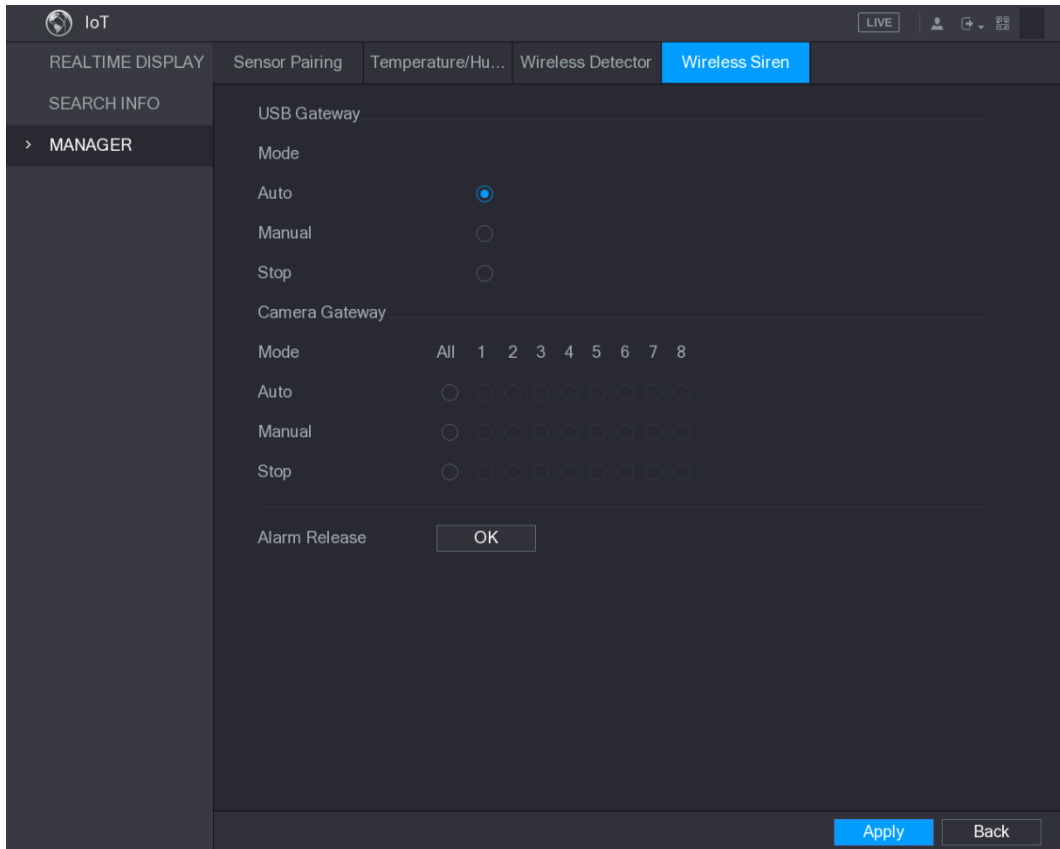 IoT LIVE
REALTIME DISPLAY
SEARCH INFO
MANAGER
Sensor Pairing Temperature/Hu... Wireless Detector Wireless Siren
USB Gateway
Mode
Auto
Manual
Stop
Camera Gateway
Mode All 1 2 3 4 5 6 7 8
Auto
Manual
Stop
Alarm Release OK
Apply Back